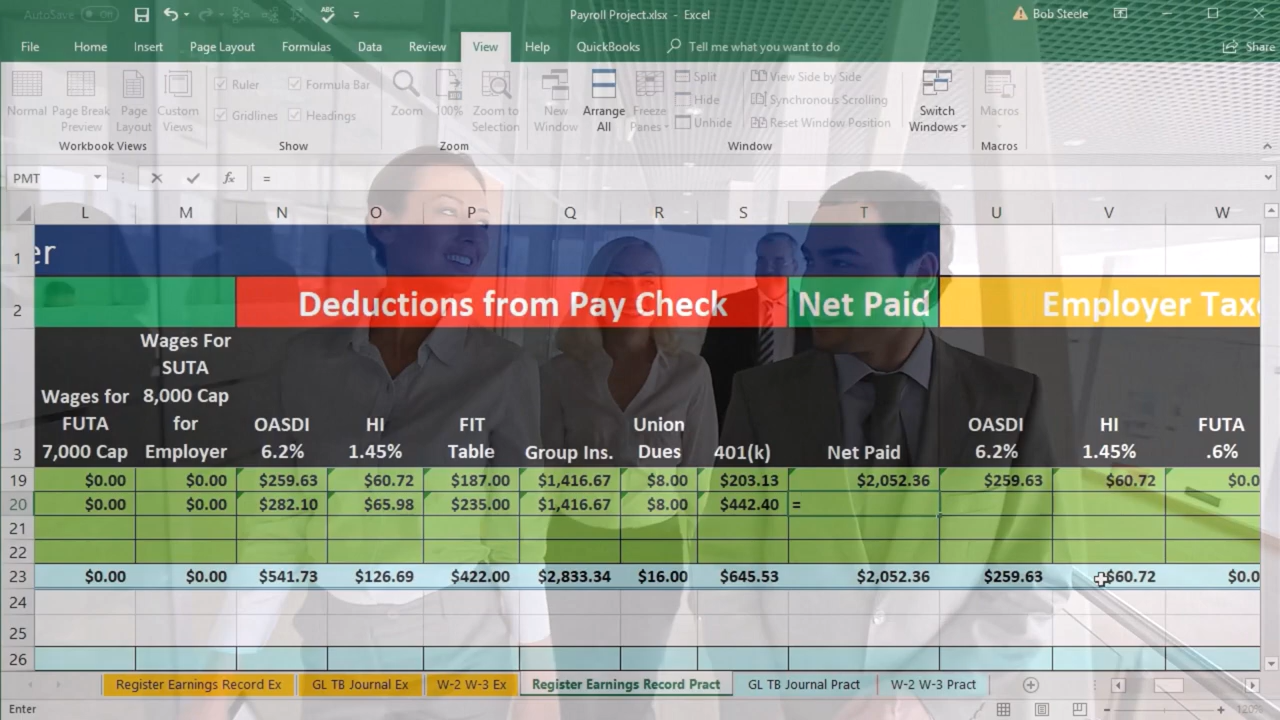 AutoSave Off Payroll Project.xlsx - Excel Bob Steele
File Home Insert Page Layout Formulas Data Review View Help QuickBooks Tell me what you want to do Share
Normal Page Break Preview Page Layout Custom Views
Workbook Views
Ruler Formula Bar
Gridlines Headings
Show
Zoom 100% Zoom to Selection
Zoom
New Window Arrange All Freeze Panes
Split
Hide
Unhide
View Side by Side
Synchronous Scrolling
Reset Window Position
Switch Windows
Window
Macros
Macros
PMT fx =
L M N O P Q R S T U V W
1 er
2 Deductions from Pay Check Net Paid Employer Tax
Wages For
SUTA
Wages for 8,000 Cap
FUTA for OASDI HI FIT Union OASDI HI FUTA
3 7,000 Cap Employer 6.2% 1.45% Table Group Ins. Dues 401(k) Net Paid 6.2% 1.45% .6%
19 $0.00 $0.00 $259.63 $60.72 $187.00 $1,416.67 $8.00 $203.13 $2,052.36 $259.63 $60.72 $0.0
20 $0.00 $0.00 $282.10 $65.98 $235.00 $1,416.67 $8.00 $442.40 =
21
22
23 $0.00 $0.00 $541.73 $126.69 $422.00 $2,833.34 $16.00 $645.53 $2,052.36 $259.63 $60.72 $0.0
24
25
26
Register Earnings Record Ex GL TB Journal Ex W-2 W-3 Ex Register Earnings Record Pract GL TB Journal Pract W-2 W-3 Pract
Enter 120%